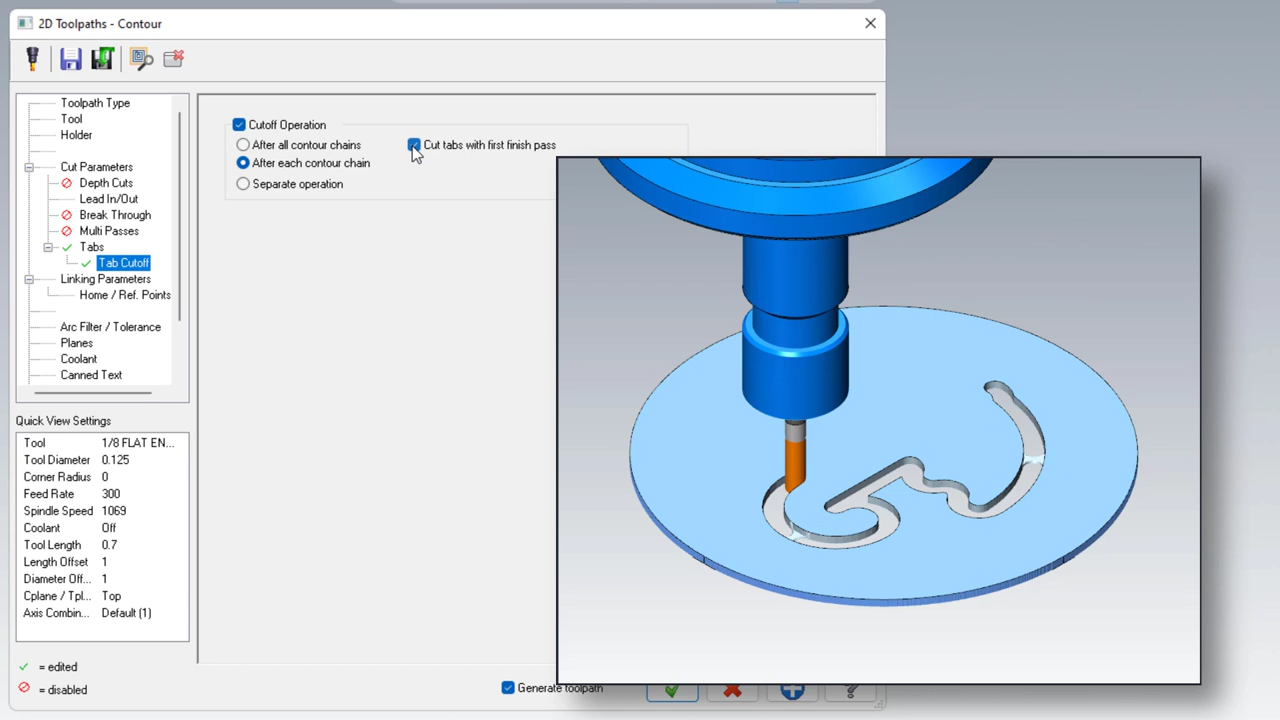 2D Toolpaths - Contour
Toolpath Type
Tool
Holder
Cut Parameters
Depth Cuts
Lead In/Out
Break Through
Multi Passes
Tabs
Tab Cutoff
Linking Parameters
Home / Ref. Points
Arc Filter / Tolerance
Planes
Coolant
Canned Text
Cutoff Operation
After all contour chains
Cut tabs with first finish pass
After each contour chain
Separate operation
Quick View Settings
Tool 1/8 FLAT EN...
Tool Diameter 0.125
Corner Radius 0
Feed Rate 300
Spindle Speed 1069
Coolant Off
Tool Length 0.7
Length Offset 1
Diameter Off... 1
Cplane / Tpl... Top
Axis Combin... Default (1)
= edited
= disabled
Generate toolpath